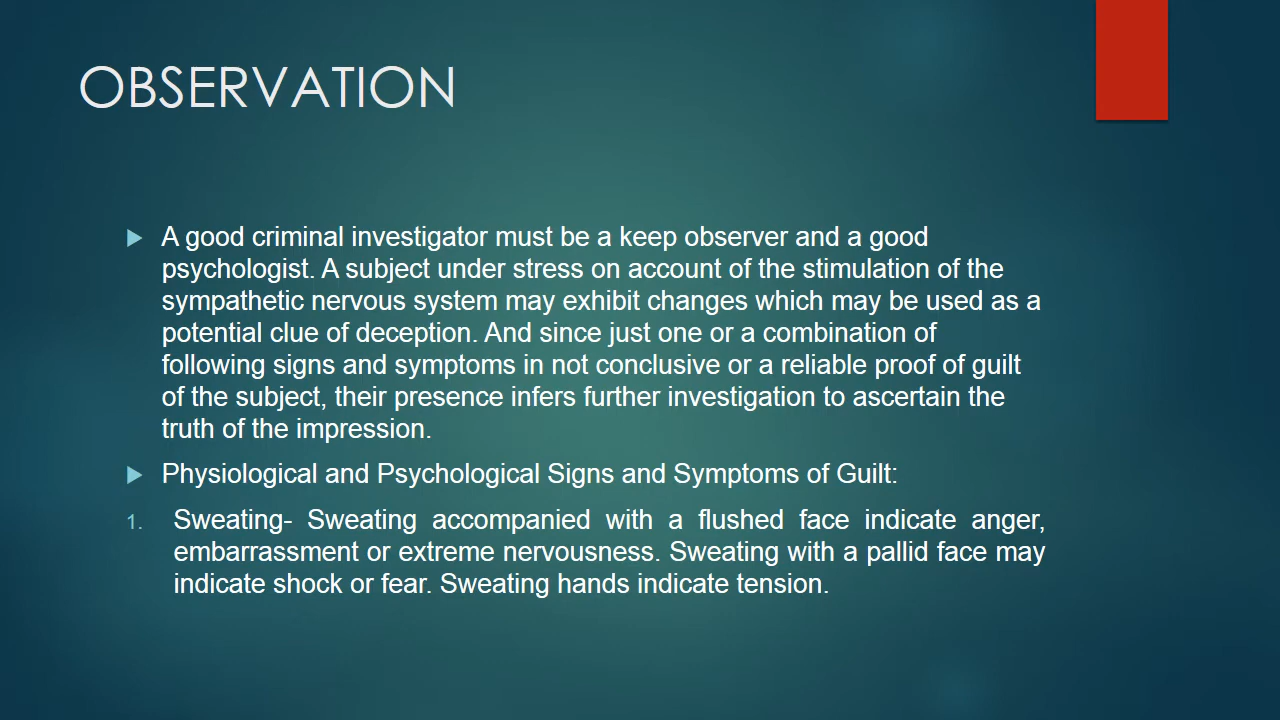 OBSERVATION
A good criminal investigator must be a keep observer and a good
psychologist. A subject under stress on account of the stimulation of the
sympathetic nervous system may exhibit changes which may be used as a
potential clue of deception. And since just one or a combination of
following signs and symptoms in not conclusive or a reliable proof of guilt
of the subject, their presence infers further investigation to ascertain the
truth of the impression.
Physiological and Psychological Signs and Symptoms of Guilt:
1. Sweating- Sweating accompanied with a flushed face indicate anger,
embarrassment or extreme nervousness. Sweating with a pallid face may
indicate shock or fear. Sweating hands indicate tension.